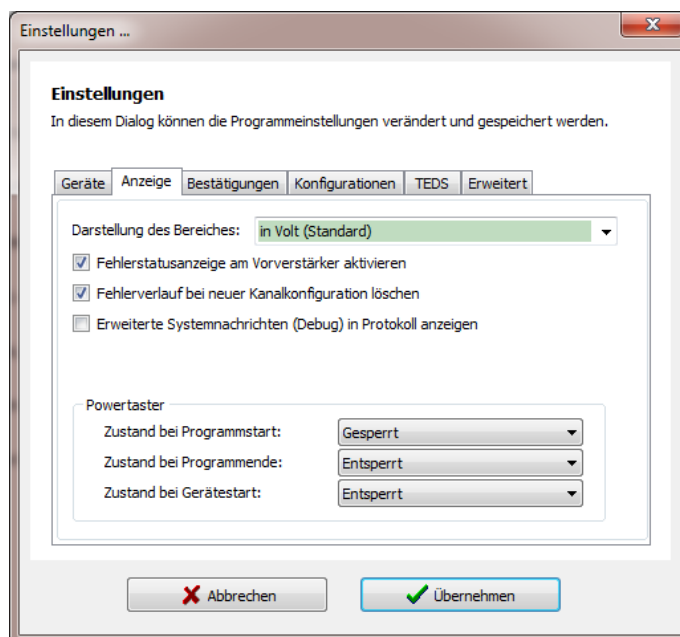 Einstellungen ...
Einstellungen
In diesem Dialog können die Programmeinstellungen verändert und gespeichert werden.
Geräte Anzeige Bestätigungen Konfigurationen TEDS Erweitert
Darstellung des Bereiches: in Volt (Standard)
Fehlerstatusanzeige am Vorverstärker aktivieren
Fehlerverlauf bei neuer Kanalkonfiguration löschen
Erweiterte Systemnachrichten (Debug) in Protokoll anzeigen
Powertaster
Zustand bei Programmstart: Gesperrt
Zustand bei Programmende: Entsperrt
Zustand bei Gerätestart: Entsperrt
Abbrechen Übernehmen